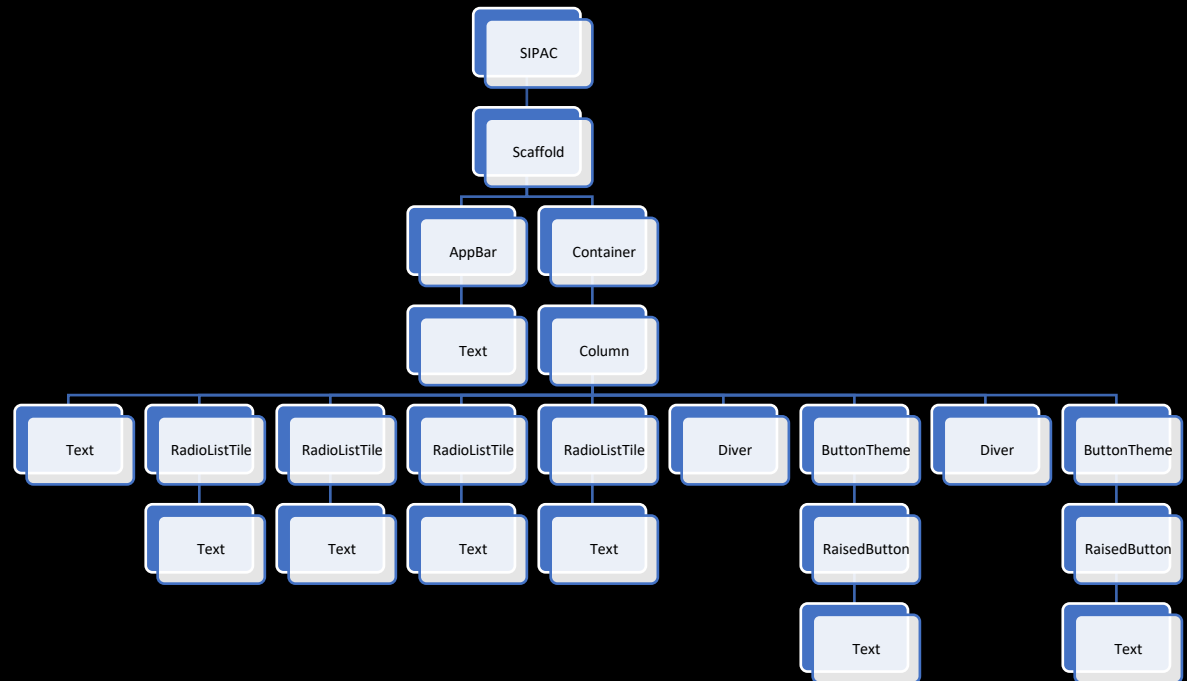 SIPAC
Scaffold
AppBar
Container
Text
Column
Text
RadioListTile
RadioListTile
RadioListTile
RadioListTile
Diver
ButtonTheme
Diver
ButtonTheme
Text
Text
Text
Text
RaisedButton
RaisedButton
Text
Text